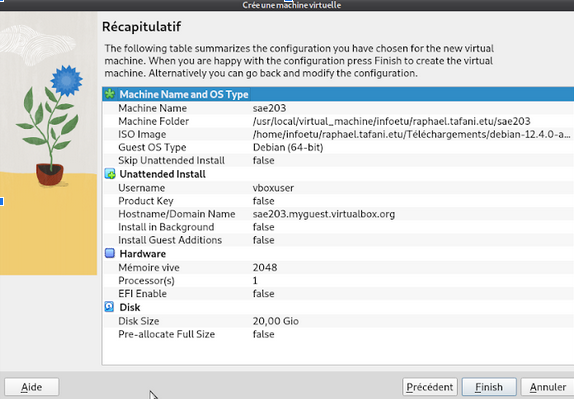 Crée une machine virtuelle
Récapitulatif
The following table summarizes the configuration you have chosen for the new virtual
machine. When you are happy with the configuration press Finish to create the virtual
machine. Alternatively you can go back and modify the configuration.
Machine Name and OS Type
Machine Name sae203
Machine Folder /usr/local/virtual_machine/infoetu/raphael.tafani.etu/sae203
ISO Image /home/infoetu/raphael.tafani.etu/Téléchargements/debian-12.4.0-a...
Guest OS Type Debian (64-bit)
Skip Unattended Install false
Unattended Install
Username vboxuser
Product Key false
Hostname/Domain Name sae203.myguest.virtualbox.org
Install in Background false
Install Guest Additions false
Hardware
Mémoire vive 2048
Processor(s) 1
EFI Enable false
Disk
Disk Size 20,00 Gio
Pre-allocate Full Size false
Aide Précédent Finish Annuler